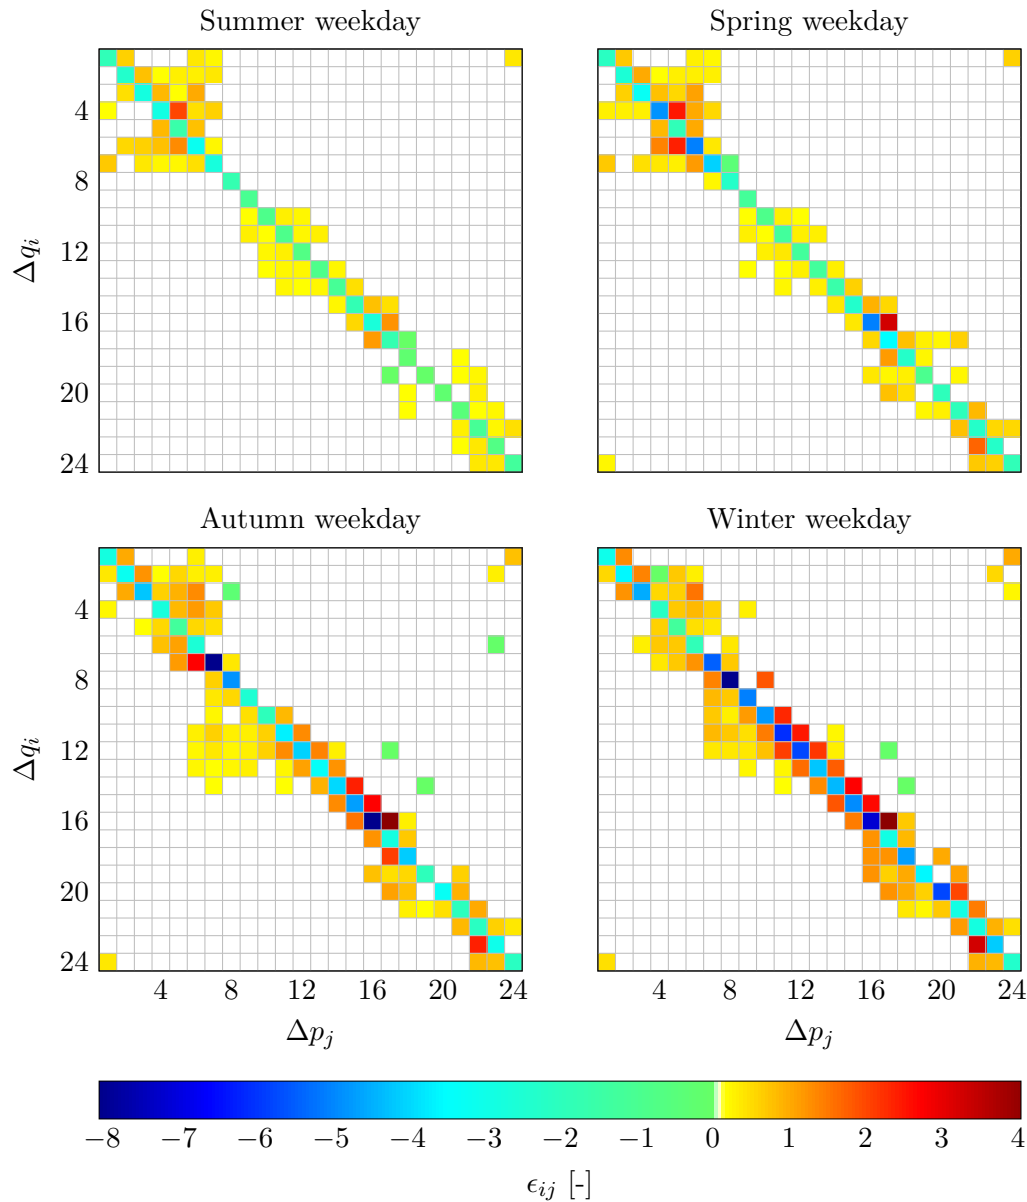 Summer weekday Spring weekday
4
8
12
16
20
24
Δq_i
Autumn weekday Winter weekday
4
8
12
16
20
24
Δq_i
4 8 12 16 20 24 4 8 12 16 20 24
Δp_j Δp_j
−8 −7 −6 −5 −4 −3 −2 −1 0 1 2 3 4
ϵ_ij [-]